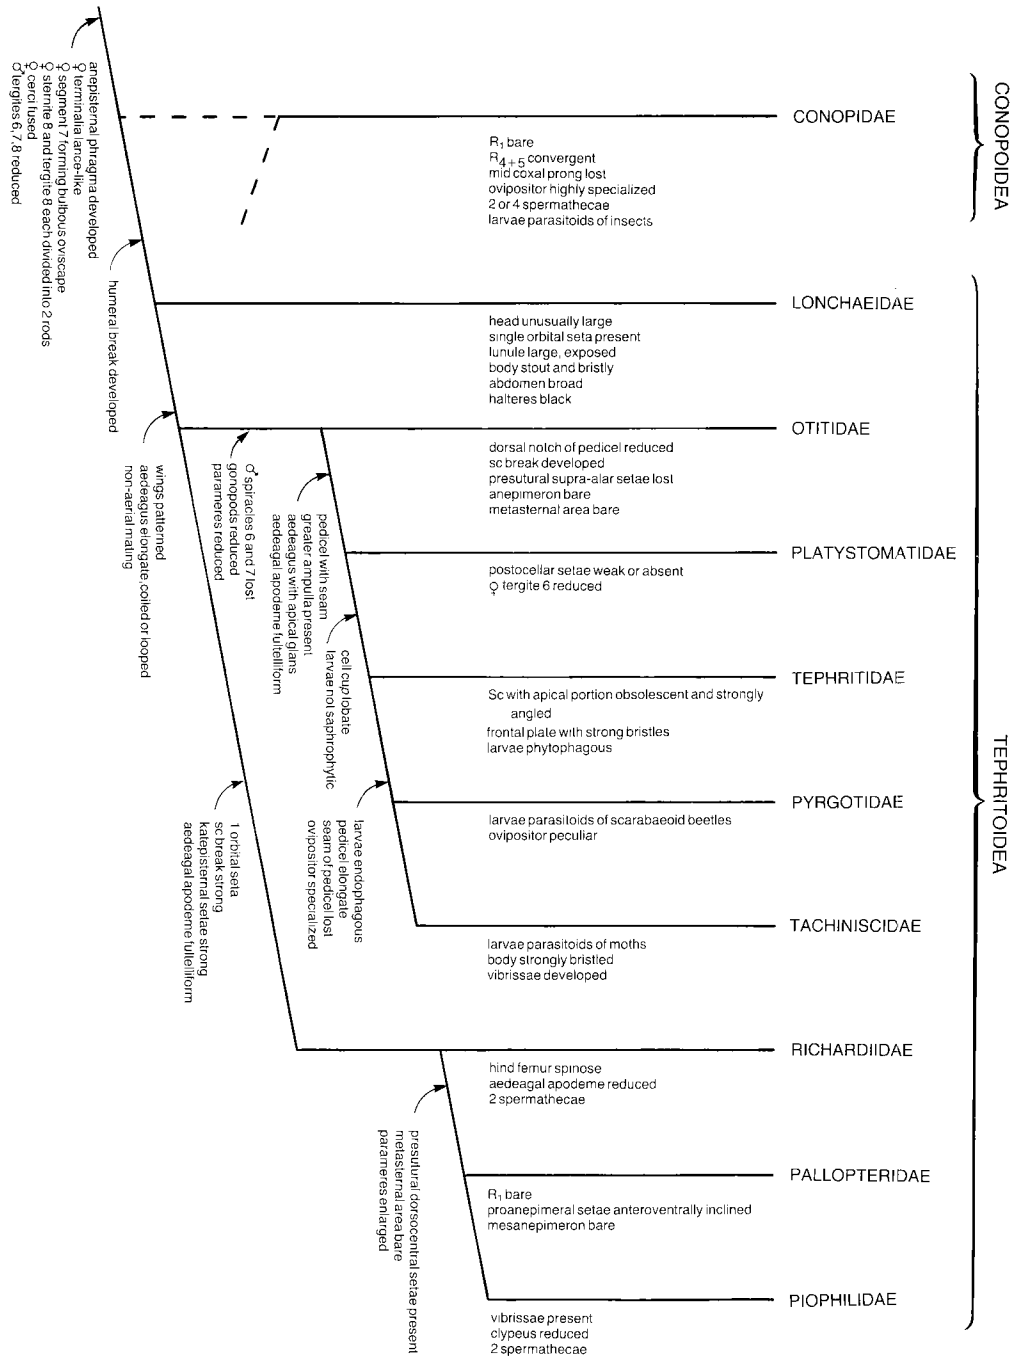 CONOPOIDEA
CONOPIDAE
R1 bare
R4+5 convergent
mid coxal prong lost
ovipositor highly specialized
2 or 4 spermathecae
larvae parasitoids of insects
anepisternal phragma developed
♀ terminalia lance-like
♀ segment 7 forming bulbous oviscape
♀ sternite 8 and tergite 8 each divided into 2 rods
♀ cerci fused
♂ tergites 6,7,8 reduced
humeral break developed
TEPHRITOIDEA
LONCHAEIDAE
head unusually large
single orbital seta present
lunule large, exposed
body stout and bristly
abdomen broad
halteres black
wings patterned
aedeagus elongate, coiled or looped
non-aerial mating
OTITIDAE
dorsal notch of pedicel reduced
sc break developed
presutural supra-alar setae lost
anepimeron bare
metasternal area bare
♂ spiracles 6 and 7 lost
gonopods reduced
parameres reduced
pedicel with seam
greater ampulla present
aedeagus with apical glans
aedeagal apodeme fultelliform
PLATYSTOMATIDAE
postocellar setae weak or absent
♀ tergite 6 reduced
cell cup lobate
larvae not saphrophytic
TEPHRITIDAE
Sc with apical portion obsolescent and strongly
angled
frontal plate with strong bristles
larvae phytophagous
larvae endophagous
pedicel elongate
seam of pedicel lost
ovipositor specialized
PYRGOTIDAE
larvae parasitoids of scarabaeoid beetles
ovipositor peculiar
TACHINISCIDAE
larvae parasitoids of moths
body strongly bristled
vibrissae developed
1 orbital seta
sc break strong
katepisternal setae strong
aedeagal apodeme fultelliform
RICHARDIIDAE
hind femur spinose
aedeagal apodeme reduced
2 spermathecae
presutural dorsocentral setae present
metasternal area bare
parameres enlarged
PALLOPTERIDAE
R1 bare
proanepimeral setae anteroventrally inclined
mesanepimeron bare
PIOPHILIDAE
vibrissae present
clypeus reduced
2 spermathecae